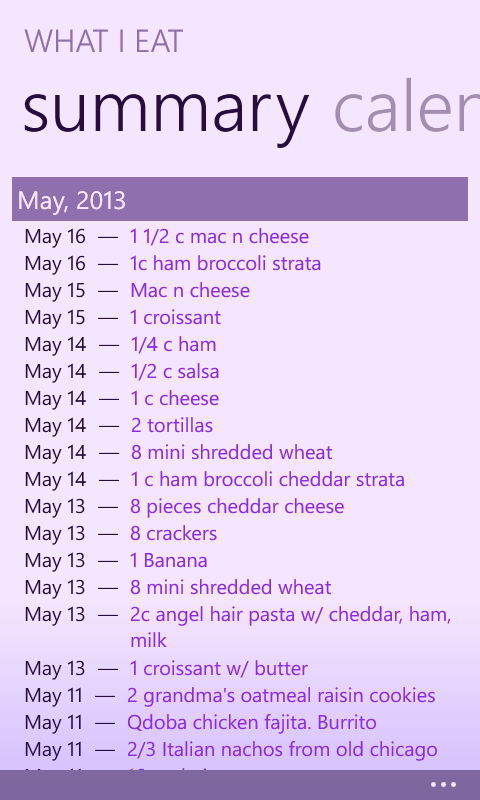 WHAT I EAT
summary calen
May, 2013
May 16 — 1 1/2 c mac n cheese
May 16 — 1c ham broccoli strata
May 15 — Mac n cheese
May 15 — 1 croissant
May 14 — 1/4 c ham
May 14 — 1/2 c salsa
May 14 — 1 c cheese
May 14 — 2 tortillas
May 14 — 8 mini shredded wheat
May 14 — 1 c ham broccoli cheddar strata
May 13 — 8 pieces cheddar cheese
May 13 — 8 crackers
May 13 — 1 Banana
May 13 — 8 mini shredded wheat
May 13 — 2c angel hair pasta w/ cheddar, ham,
milk
May 13 — 1 croissant w/ butter
May 11 — 2 grandma's oatmeal raisin cookies
May 11 — Qdoba chicken fajita. Burrito
May 11 — 2/3 Italian nachos from old chicago